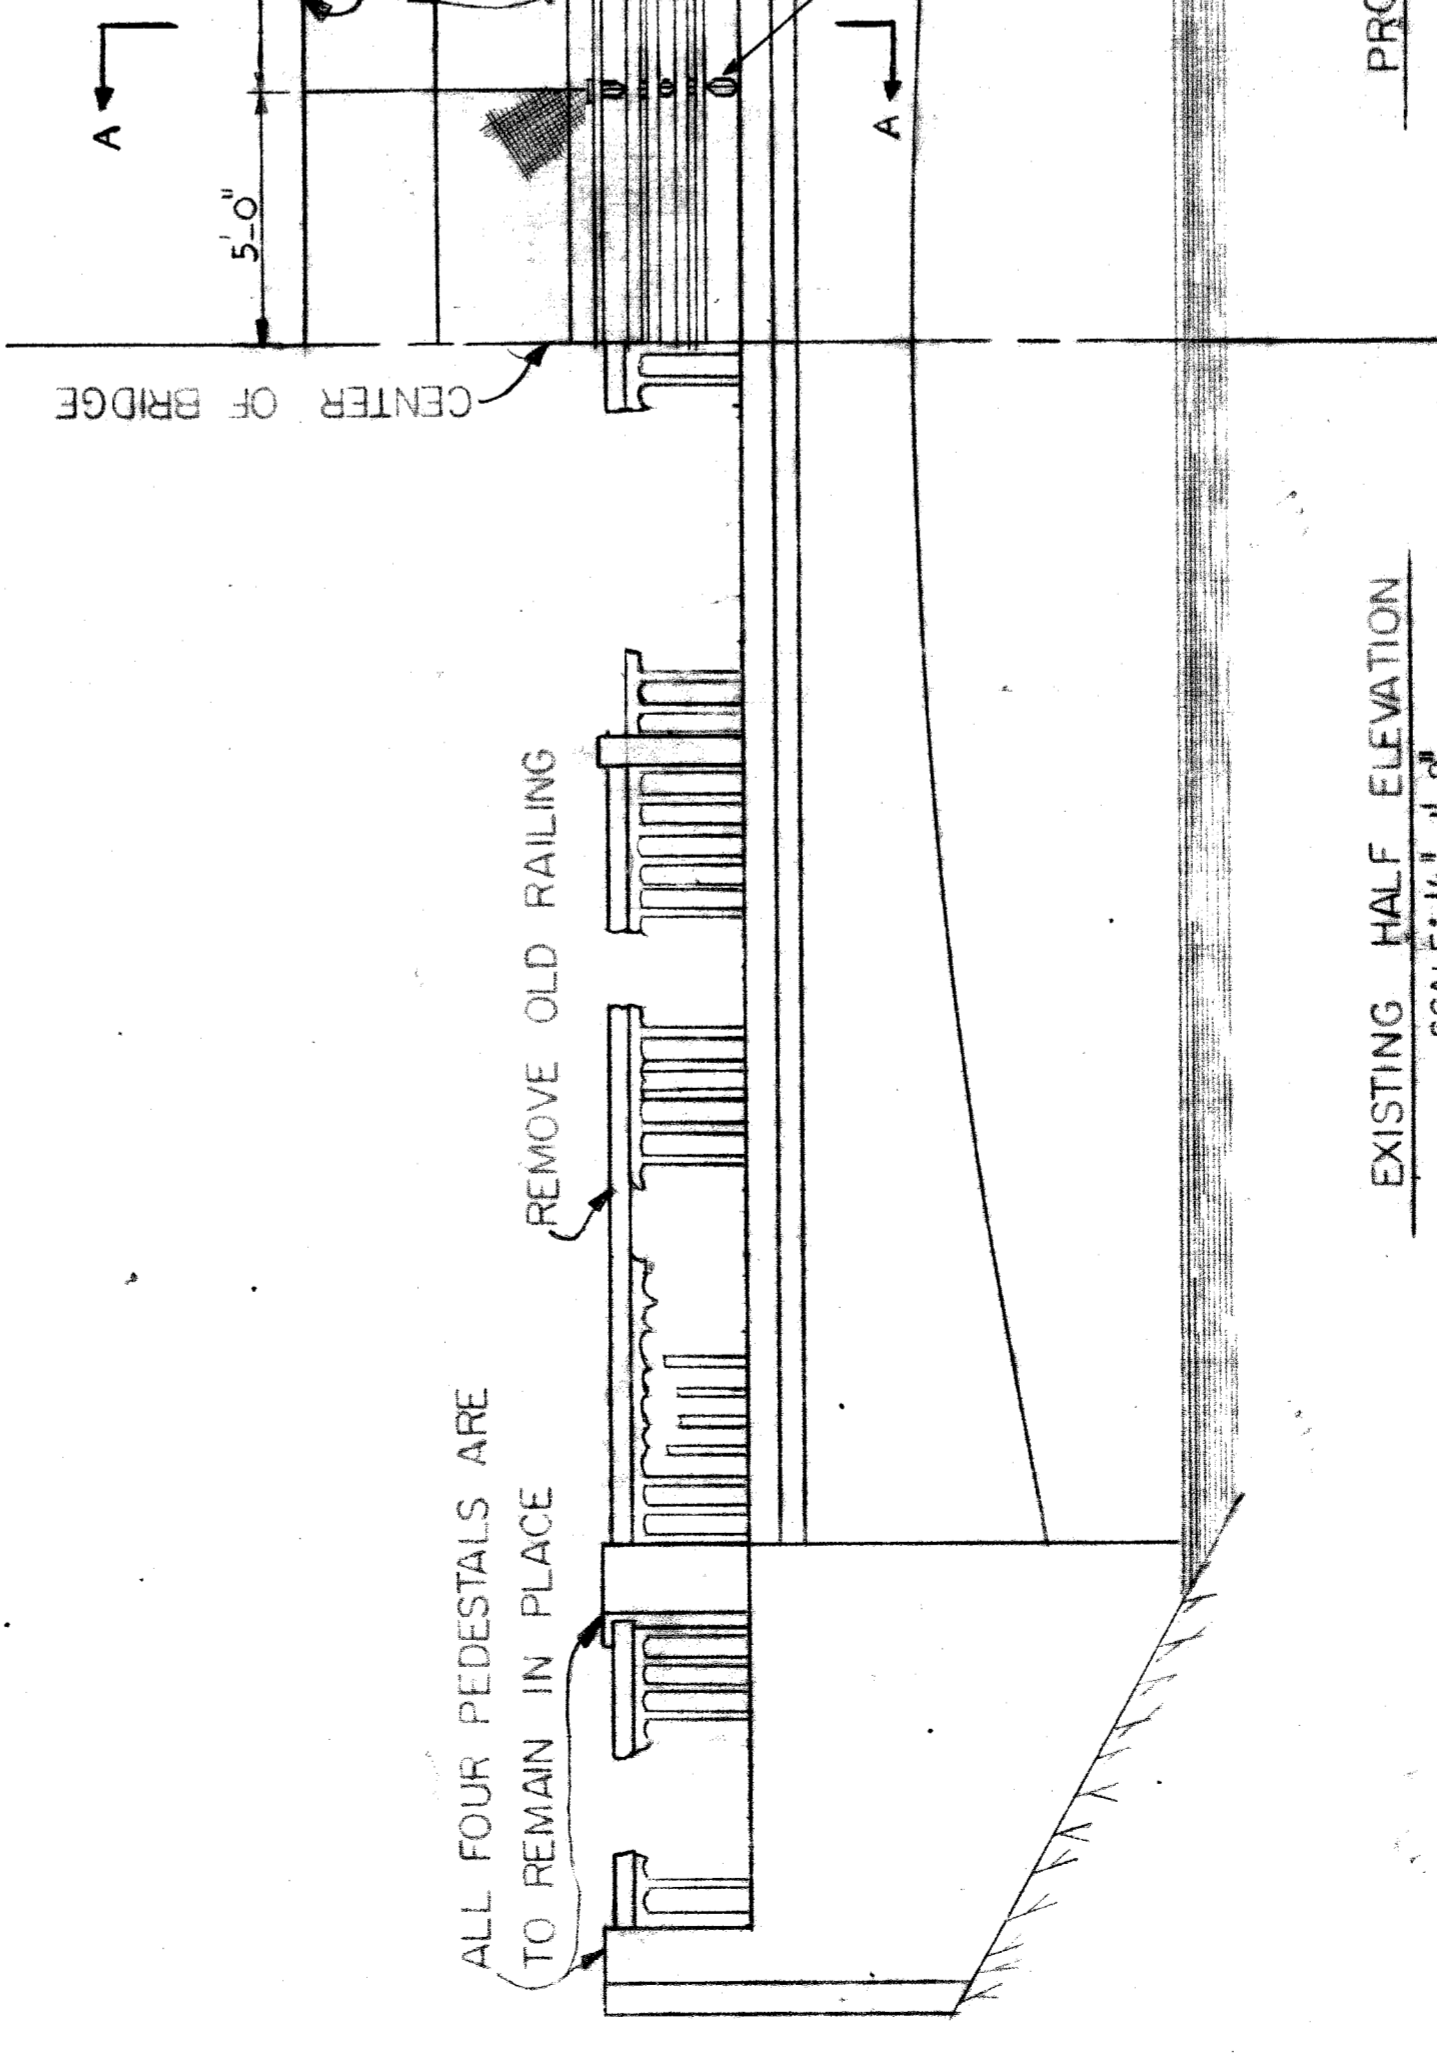 ALL FOUR PEDESTALS ARE
TO REMAIN IN PLACE
REMOVE OLD RAILING
CENTER OF BRIDGE
5'-0"
A
A
EXISTING HALF ELEVATION